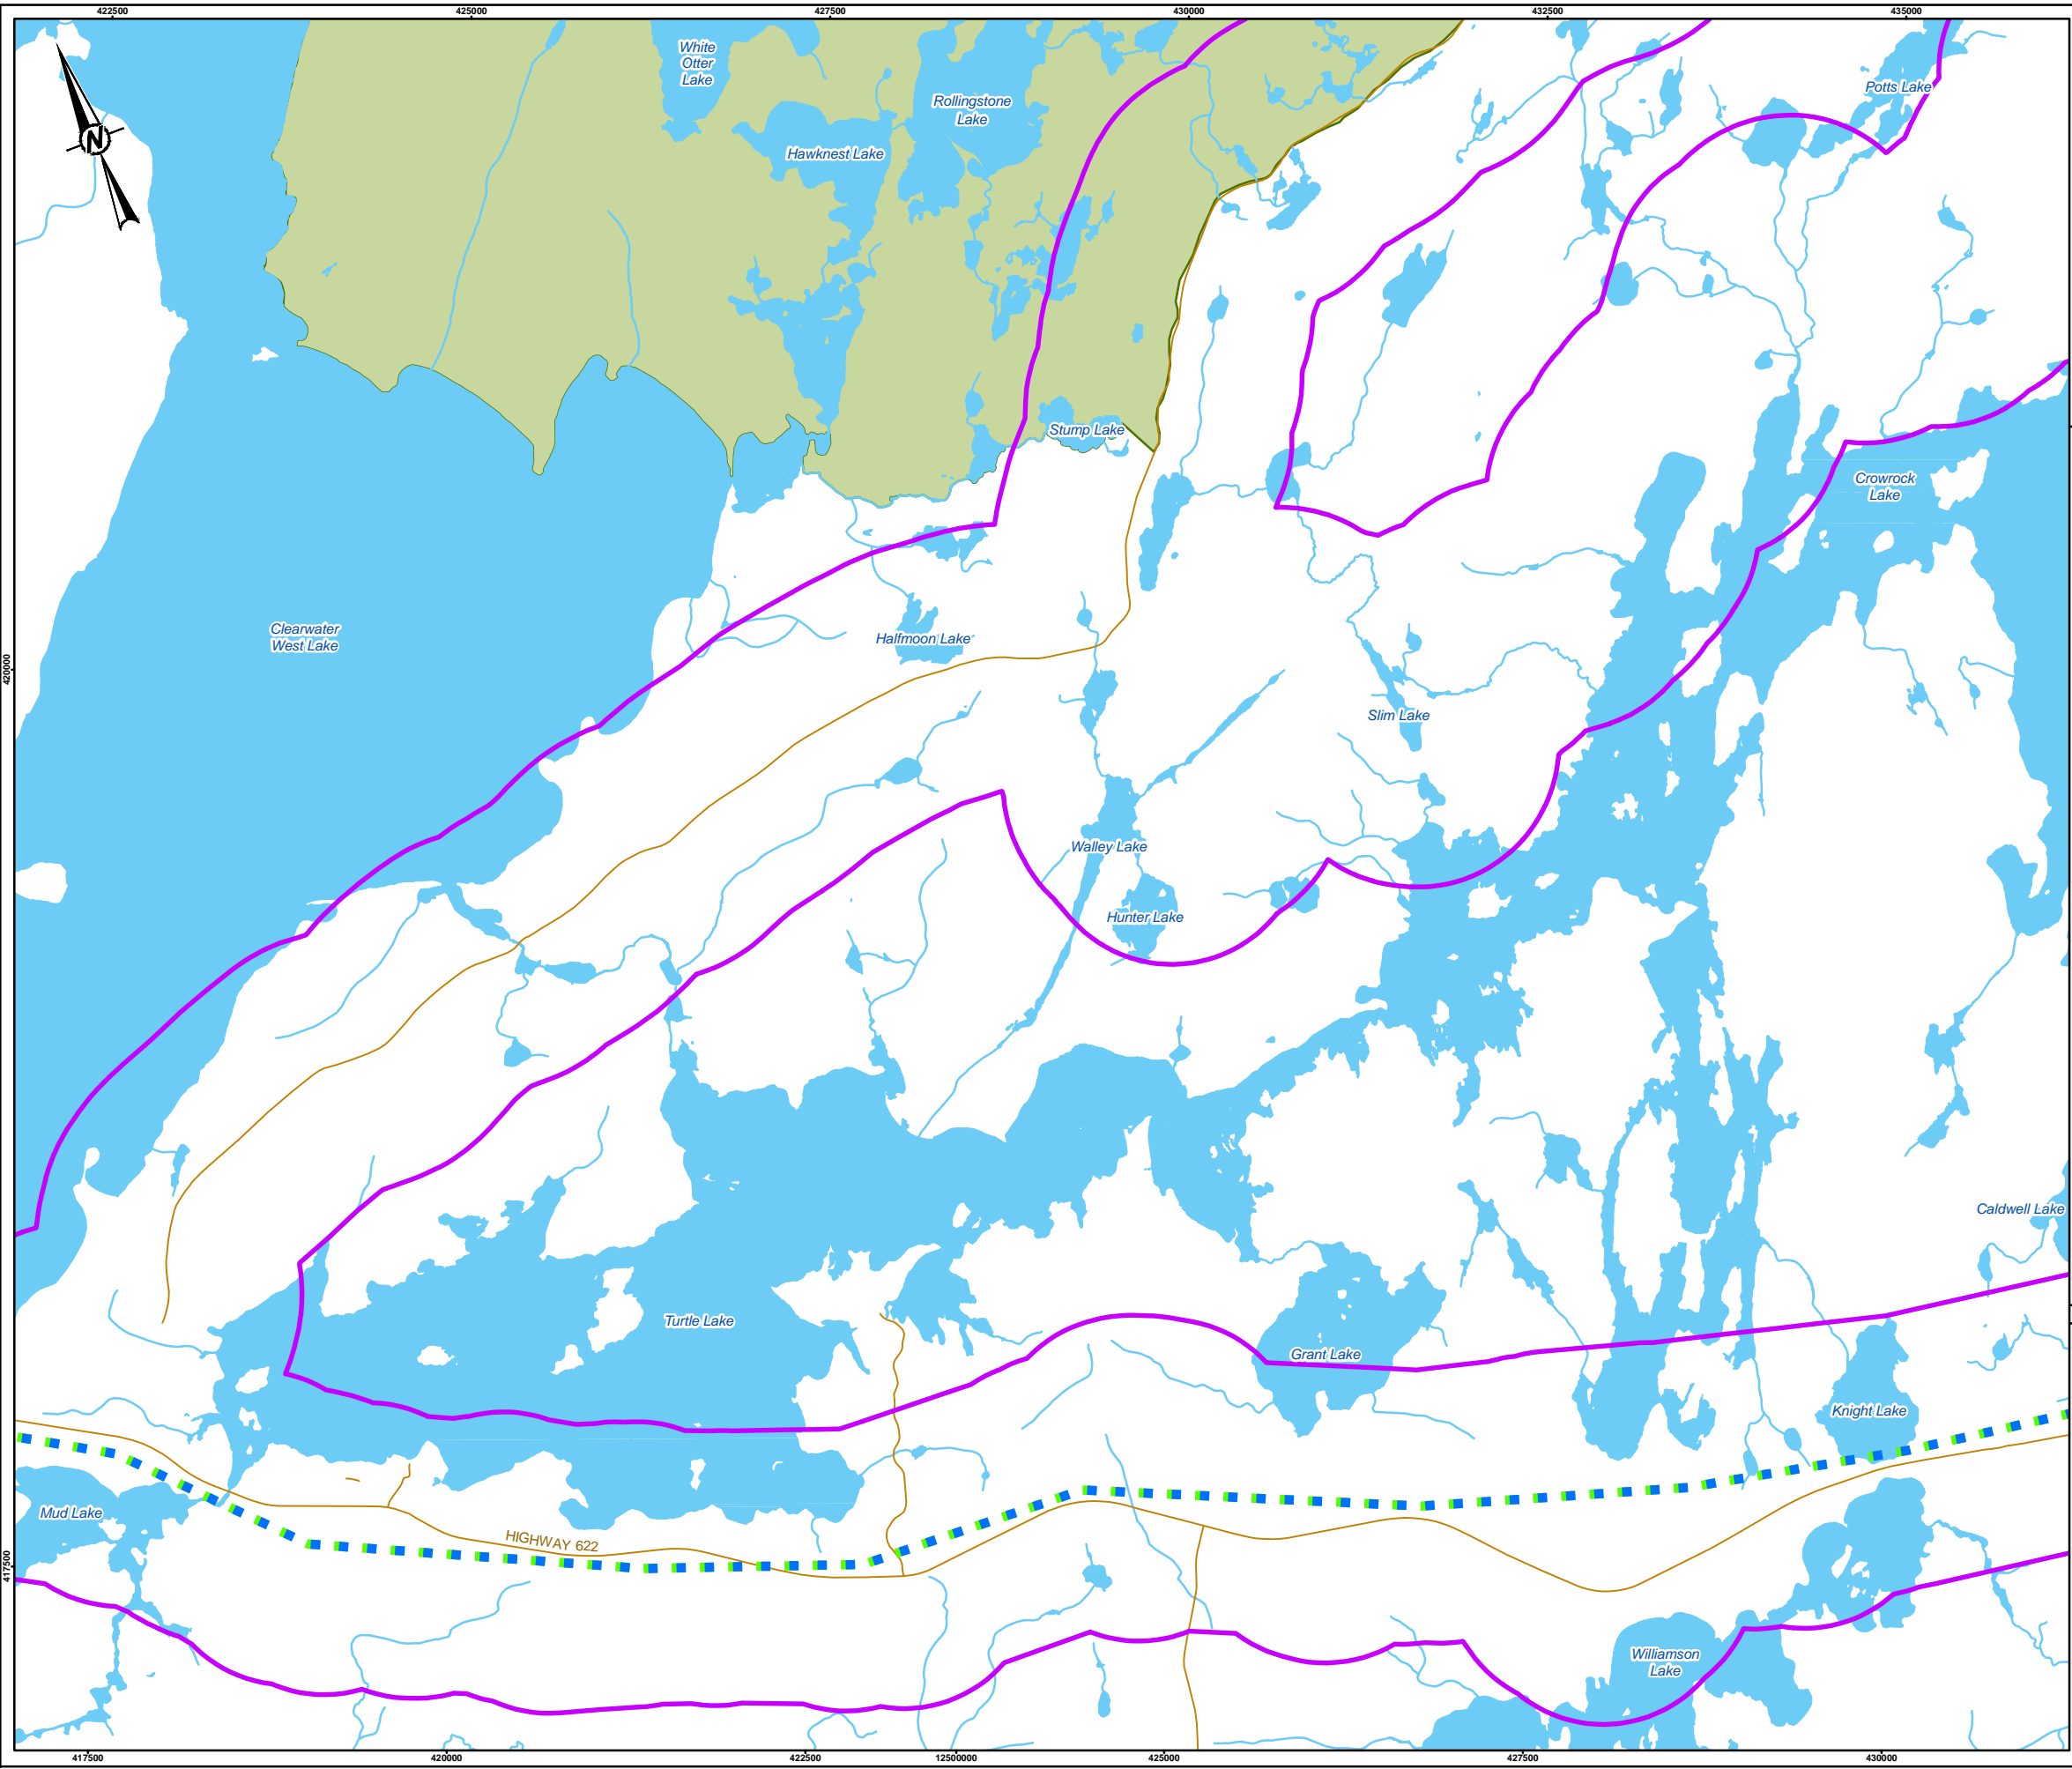 422500
425000
427500
430000
432500
435000
White
Otter
Lake
Rollingstone
Lake
Potts Lake
N
Hawknest Lake
Stump Lake
Crowrock
Lake
Clearwater
West Lake
Halfmoon Lake
420000
Slim Lake
Walley Lake
Hunter Lake
Caldwell Lake
Turtle Lake
Grant Lake
Knight Lake
Mud Lake
HIGHWAY 622
417500
Williamson
Lake
417500
420000
422500
12500000
425000
427500
430000